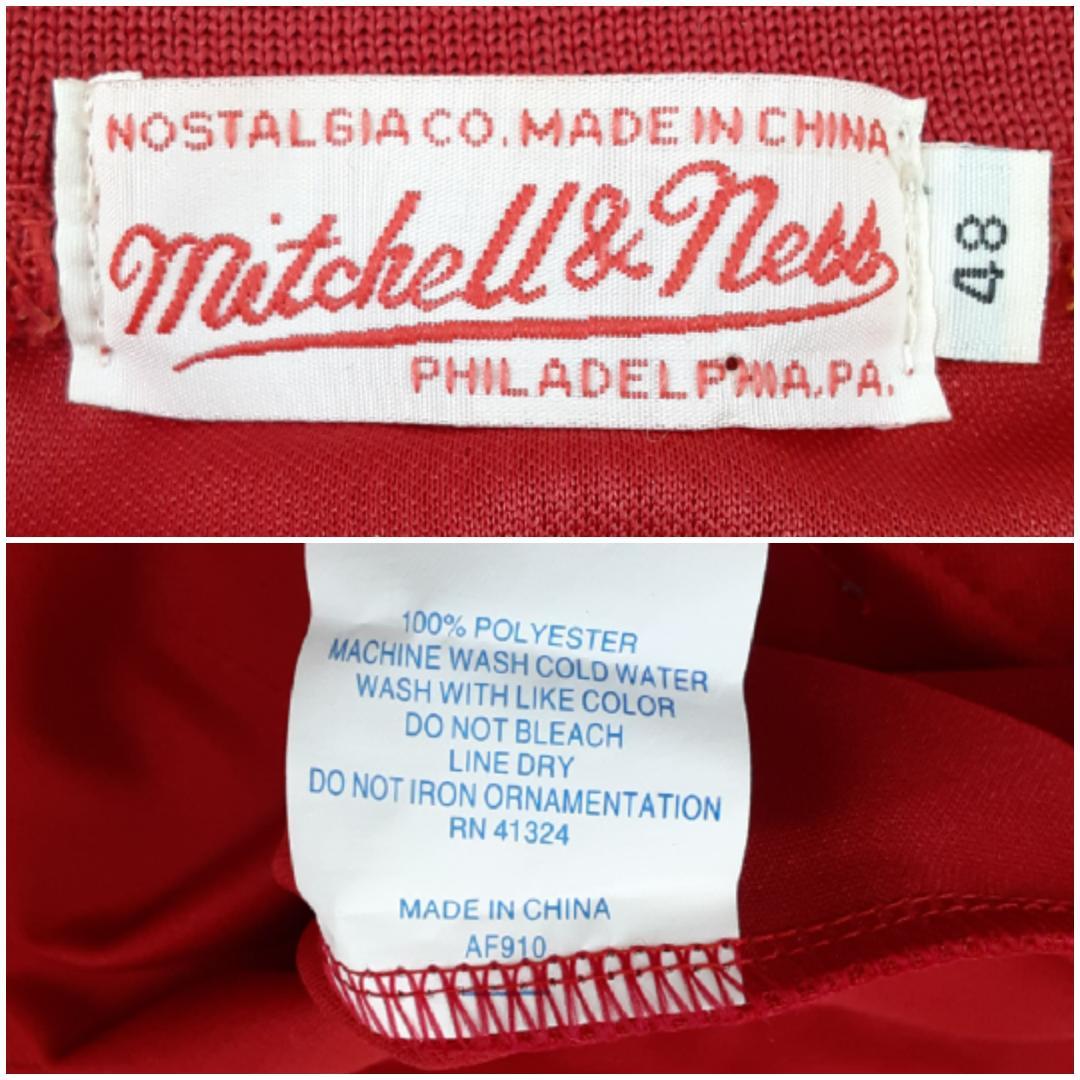 NOSTALGIA CO. MADE IN CHINA
Mitchell & Ness
PHILADELPHIA, PA.
48
100% POLYESTER
MACHINE WASH COLD WATER
WASH WITH LIKE COLOR
DO NOT BLEACH
LINE DRY
DO NOT IRON ORNAMENTATION
RN 41324
MADE IN CHINA
AF910